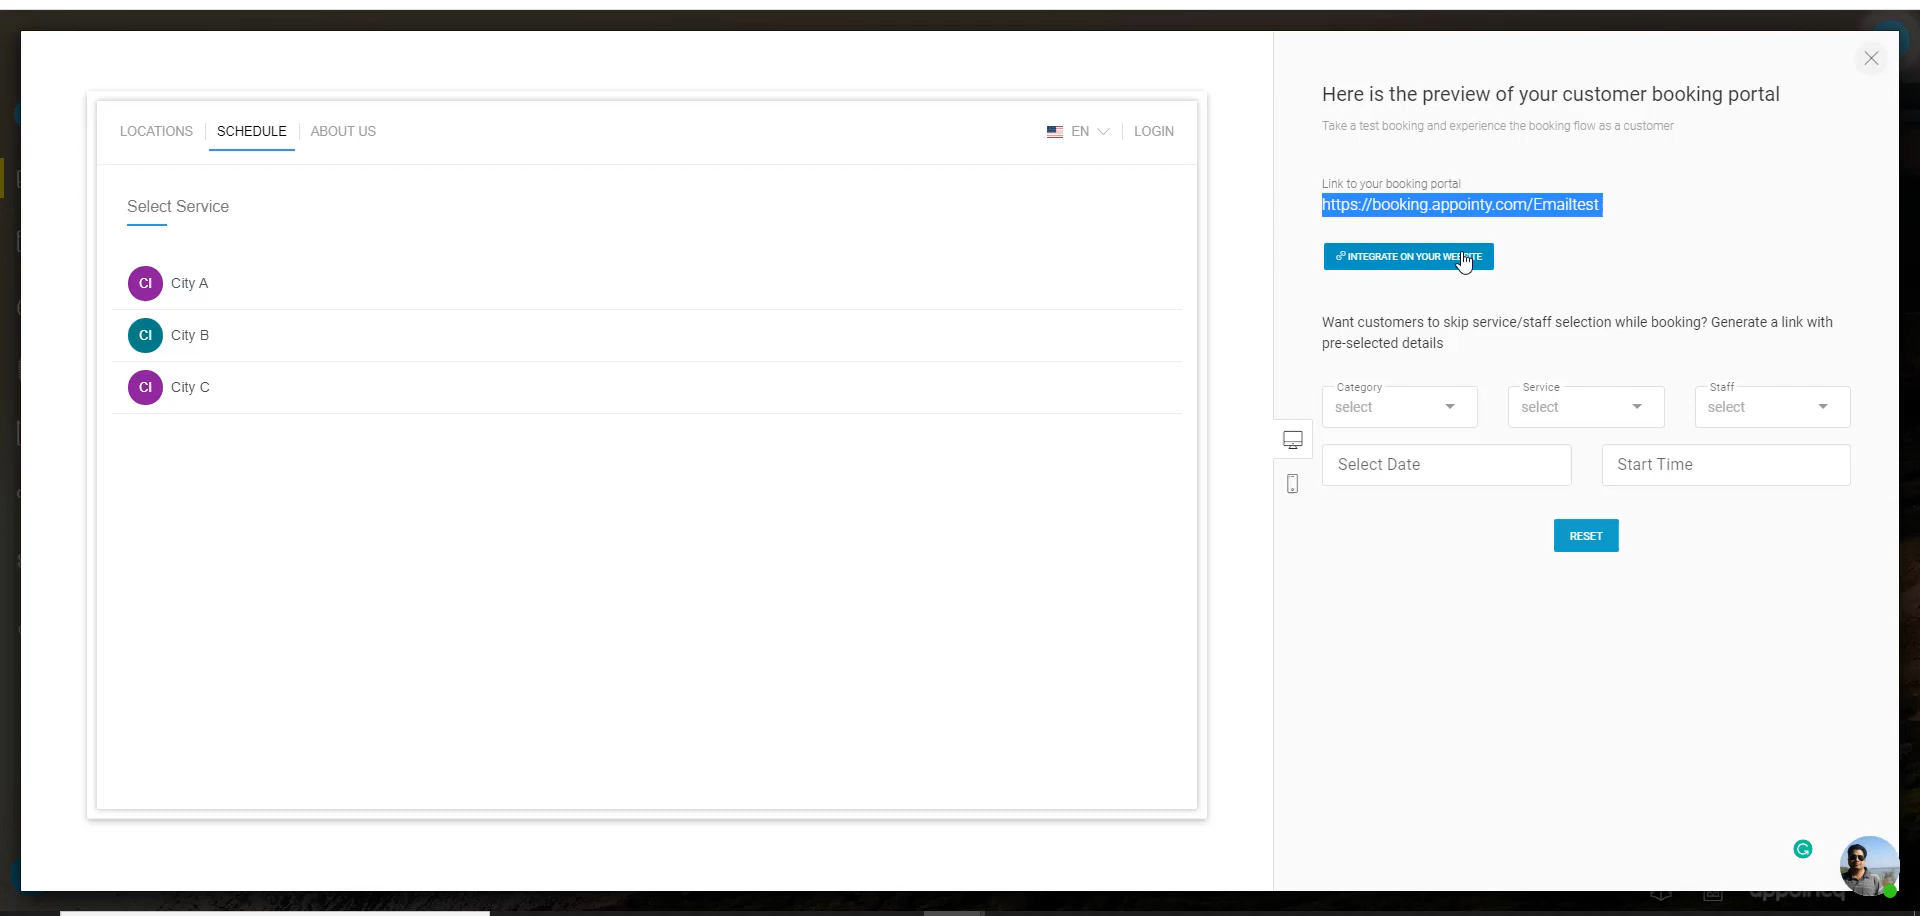 LOCATIONS SCHEDULE ABOUT US EN LOGIN
Select Service
CI City A
CI City B
CI City C
Here is the preview of your customer booking portal
Take a test booking and experience the booking flow as a customer
Link to your booking portal
https://booking.appointy.com/Emailtest
INTEGRATE ON YOUR WEBSITE
Want customers to skip service/staff selection while booking? Generate a link with
pre-selected details
Category Service Staff
select select select
Select Date Start Time
RESET